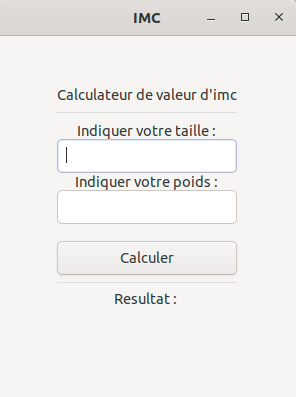 IMC
Calculateur de valeur d'imc
Indiquer votre taille :
Indiquer votre poids :
Calculer
Resultat :